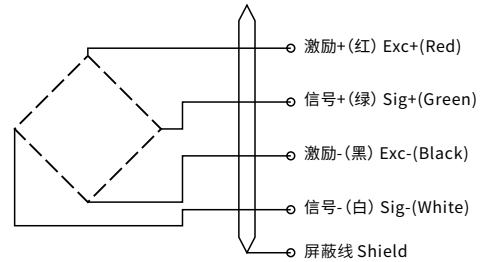 激励+(红) Exc+(Red)
信号+(绿) Sig+(Green)
激励-(黑) Exc-(Black)
信号-(白) Sig-(White)
屏蔽线 Shield